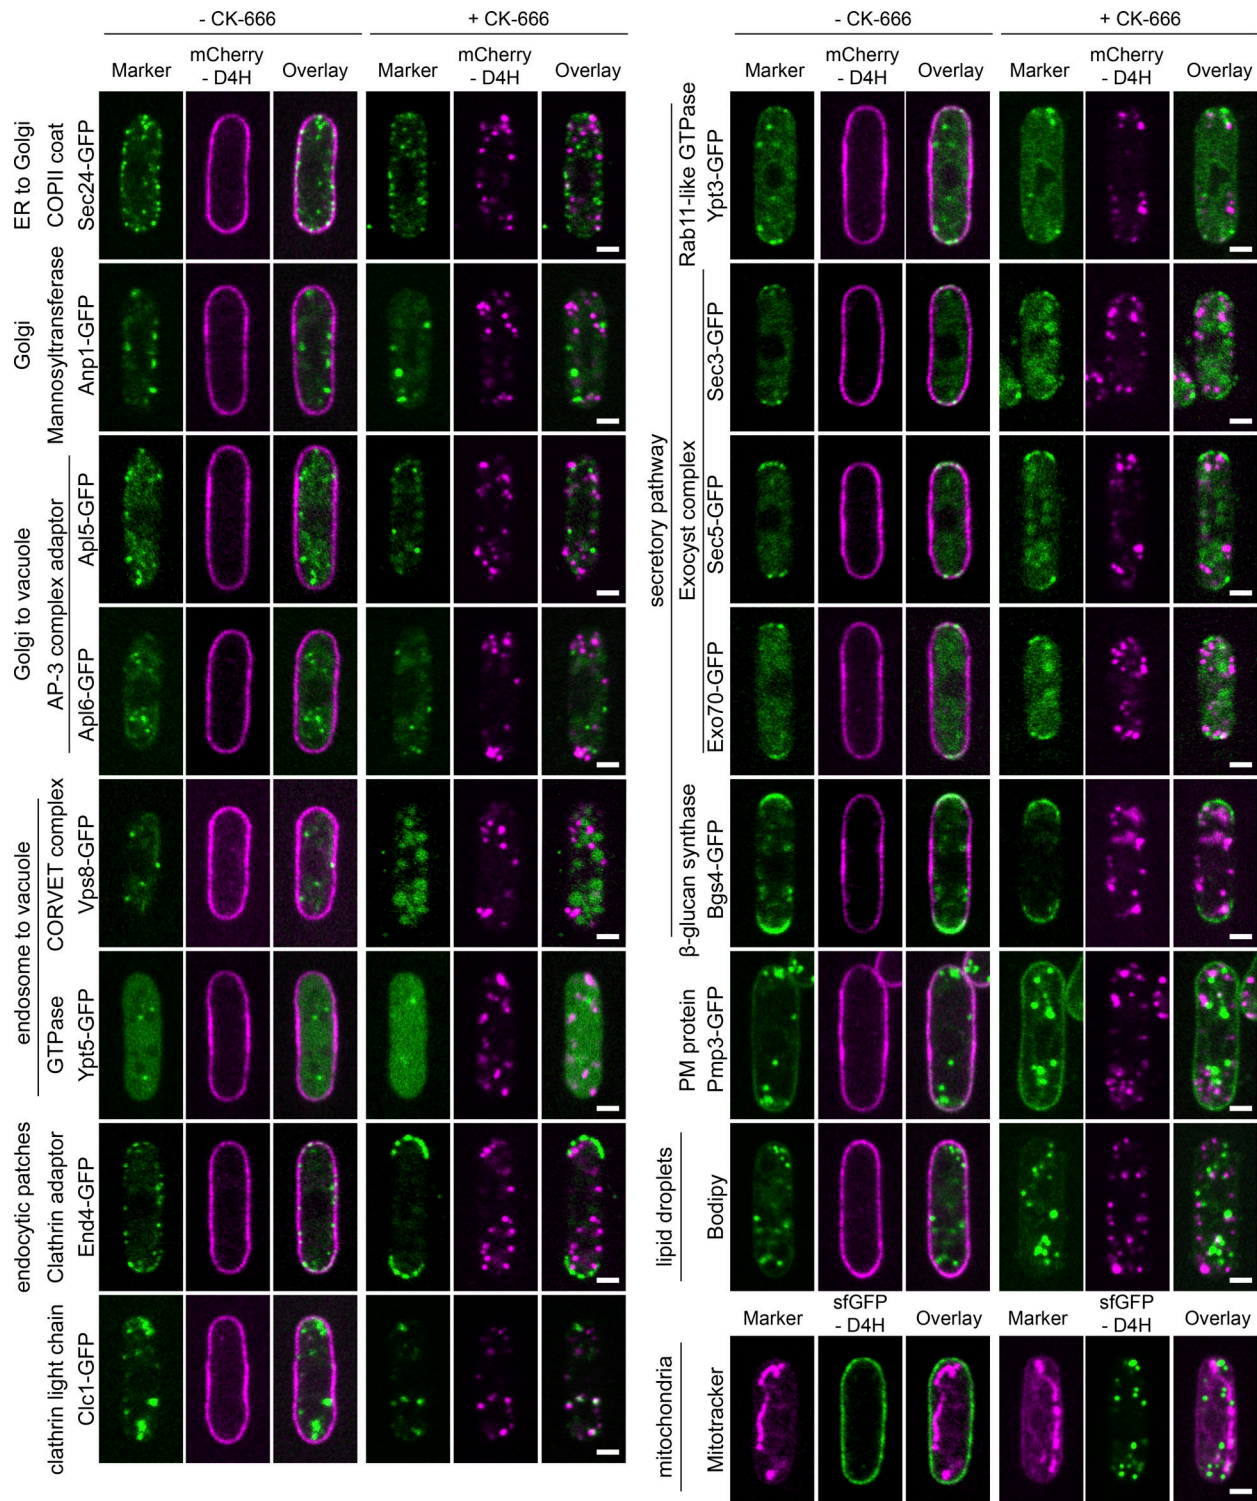 - CK-666
+ CK-666
Marker
mCherry
- D4H
Overlay
Marker
mCherry
- D4H
Overlay
ER to Golgi
COPII coat
Sec24-GFP
Golgi
Mannosyltransferase
Anp1-GFP
Golgi to vacuole
AP-3 complex adaptor
Apl5-GFP
Apl6-GFP
endosome to vacuole
CORVET complex
Vps8-GFP
GTPase
Ypt5-GFP
endocytic patches
Clathrin adaptor
End4-GFP
clathrin light chain
Clc1-GFP
- CK-666
+ CK-666
Marker
mCherry
- D4H
Overlay
Marker
mCherry
- D4H
Overlay
secretory pathway
Rab11-like GTPase
Ypt3-GFP
Exocyst complex
Sec3-GFP
Sec5-GFP
Exo70-GFP
β-glucan synthase
Bgs4-GFP
PM protein
Pmp3-GFP
lipid droplets
Bodipy
Marker
sfGFP
- D4H
Overlay
Marker
sfGFP
- D4H
Overlay
mitochondria
Mitotracker